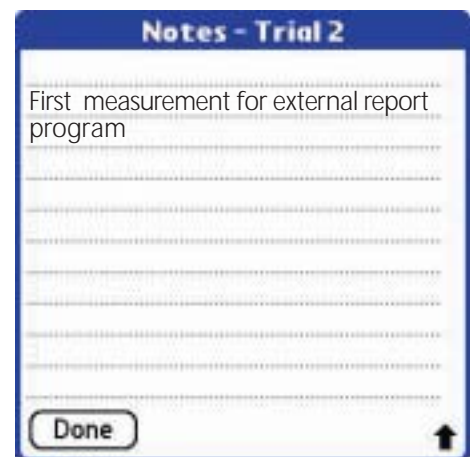 Notes - Trial 2
First measurement for external report
program
Done